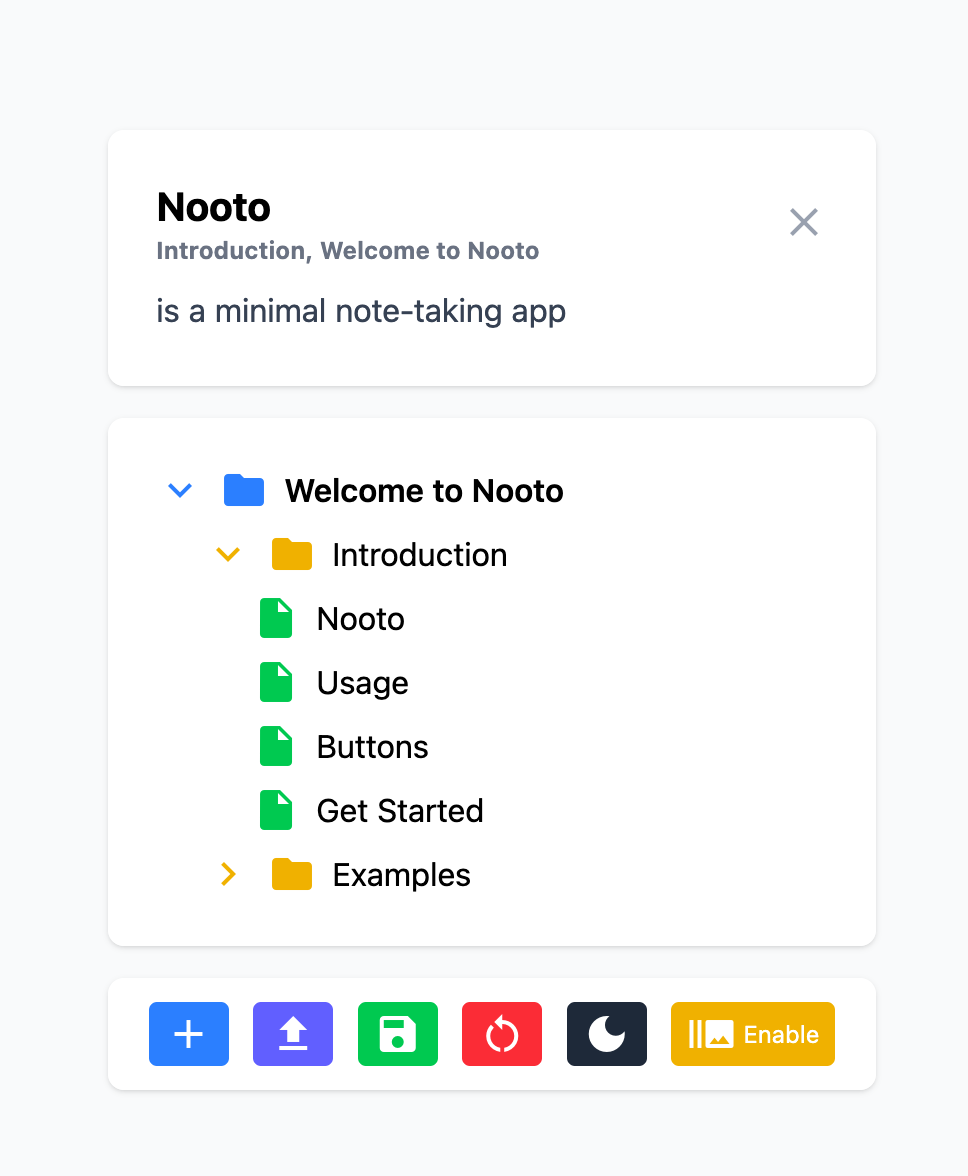 Nooto
Introduction, Welcome to Nooto
is a minimal note-taking app
Welcome to Nooto
Introduction
Nooto
Usage
Buttons
Get Started
Examples
Enable